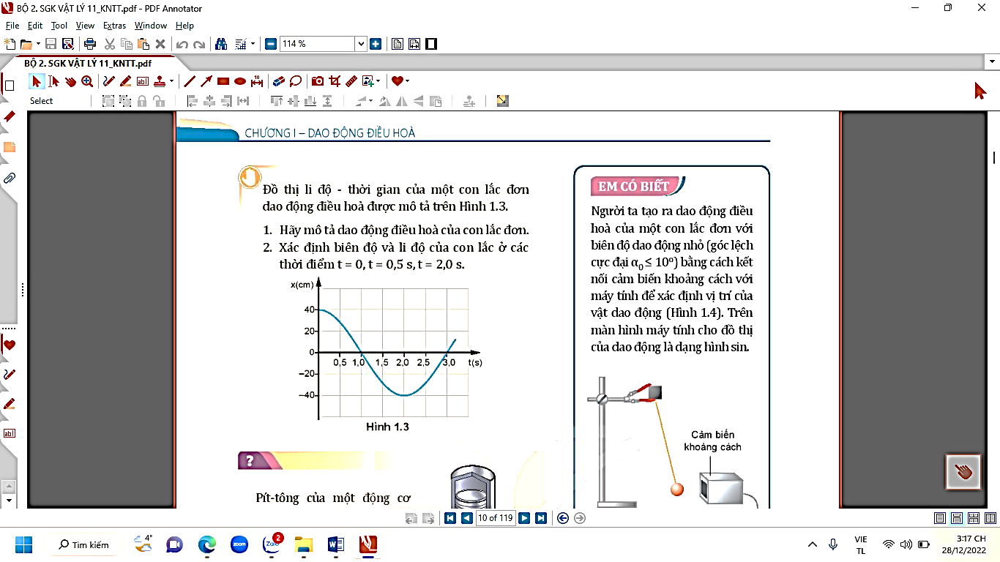 BỘ 2. SGK VẬT LÝ 11_KNTT.pdf - PDF Annotator
File Edit Tool View Extras Window Help
114 %
BỘ 2. SGK VẬT LÝ 11_KNTT.pdf
Select
CHƯƠNG I – DAO ĐỘNG ĐIỀU HOÀ
Đồ thị li độ - thời gian của một con lắc đơn
dao động điều hoà được mô tả trên Hình 1.3.
1. Hãy mô tả dao động điều hoà của con lắc đơn.
2. Xác định biên độ và li độ của con lắc ở các
thời điểm t = 0, t = 0,5 s, t = 2,0 s.
x(cm)
40
20
0
0,5 1,0 1,5 2,0 2,5 3,0 t(s)
–20
–40
Hình 1.3
?
Pít-tông của một động cơ
EM CÓ BIẾT
Người ta tạo ra dao động điều
hoà của một con lắc đơn với
biên độ dao động nhỏ (góc lệch
cực đại α₀ ≤ 10º) bằng cách kết
nối cảm biến khoảng cách với
máy tính để xác định vị trí của
vật dao động (Hình 1.4). Trên
màn hình máy tính cho đồ thị
của dao động là dạng hình sin.
Cảm biến
khoảng cách
10 of 119
4°
Tìm kiếm
zoom
Zalo
2
VIE
TL
3:17 CH
28/12/2022